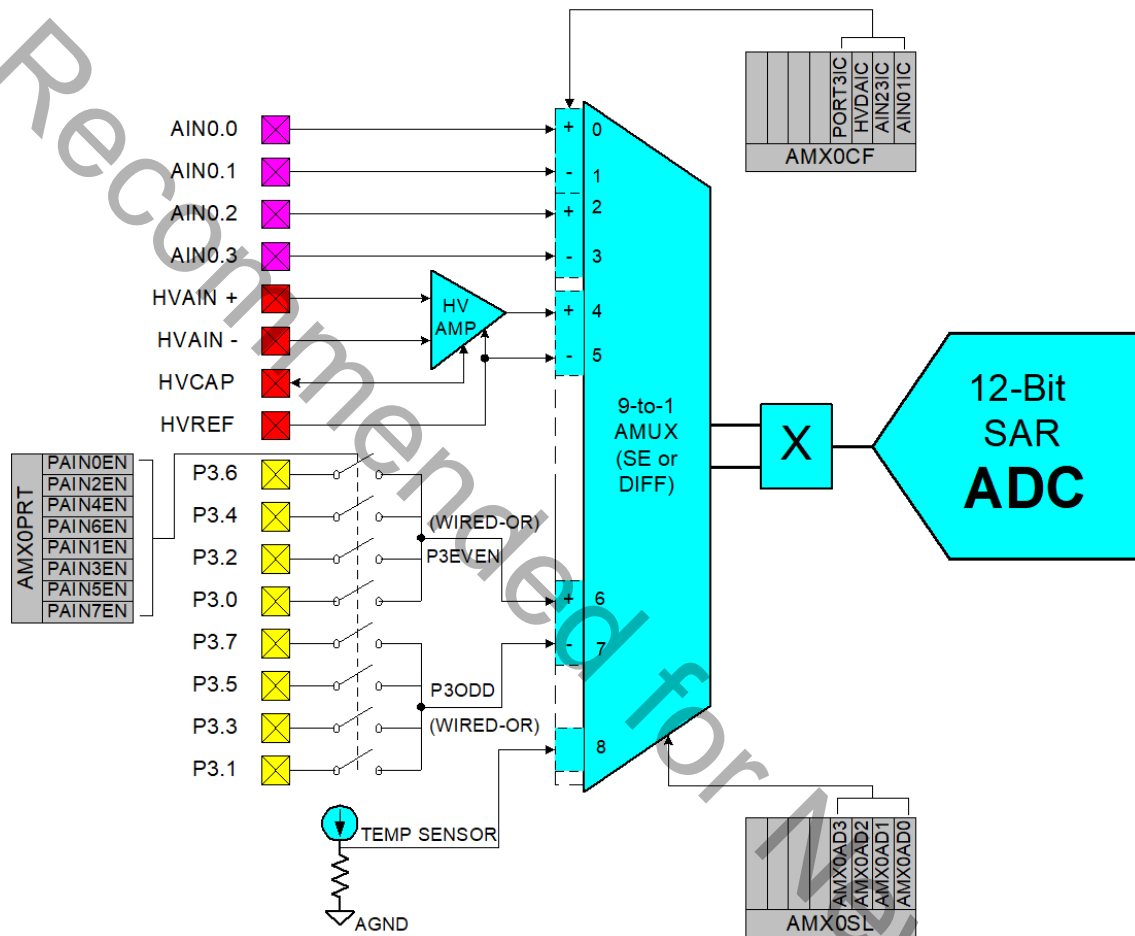 PORT3IC
HVDAIC
AIN23IC
AIN01IC
AMX0CF
AIN0.0
AIN0.1
AIN0.2
AIN0.3
HVAIN +
HVAIN -
HVCAP
HVREF
HV
AMP
+ 0
- 1
+ 2
- 3
+ 4
- 5
9-to-1
AMUX
(SE or
DIFF)
X
12-Bit
SAR
ADC
AMX0PRT
PAIN0EN
PAIN2EN
PAIN4EN
PAIN6EN
PAIN1EN
PAIN3EN
PAIN5EN
PAIN7EN
P3.6
P3.4
P3.2
P3.0
P3.7
P3.5
P3.3
P3.1
(WIRED-OR)
P3EVEN
P3ODD
(WIRED-OR)
+ 6
- 7
8
TEMP SENSOR
AGND
AMX0AD3
AMX0AD2
AMX0AD1
AMX0AD0
AMX0SL
Recommended for New